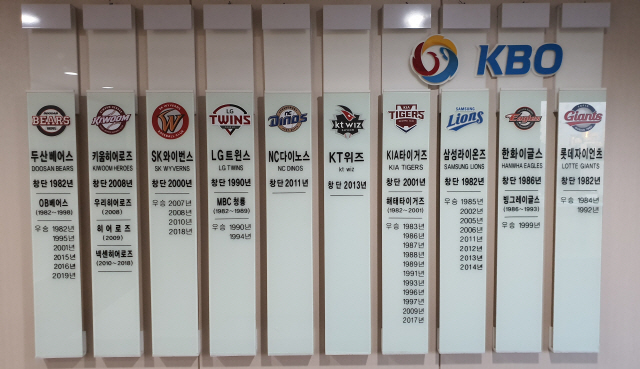 KBO
BEARS
두산베어스
DOOSAN BEARS
창단 1982년
OB베어스
(1982~1998)
우승 1982년
1995년
2001년
2015년
2016년
2019년
KIWOOM
키움히어로즈
KIWOOM HEROES
창단 2008년
우리히어로즈
(2008)
히어로즈
(2009)
넥센히어로즈
(2010~2018)
W
SK와이번스
SK WYVERNS
창단 2000년
우승 2007년
2008년
2010년
2018년
LG
TWINS
LG트윈스
LG TWINS
창단 1990년
MBC 청룡
(1982~1989)
우승 1990년
1994년
NC
Dinos
NC다이노스
NC DINOS
창단 2011년
kt wiz
KT위즈
kt wiz
창단 2013년
KIA
TIGERS
KIA타이거즈
KIA TIGERS
창단 2001년
해태타이거즈
(1982~2001)
우승 1983년
1986년
1987년
1988년
1989년
1991년
1993년
1996년
1997년
2009년
2017년
SAMSUNG
Lions
삼성라이온즈
SAMSUNG LIONS
창단 1982년
우승 1985년
2002년
2005년
2006년
2011년
2012년
2013년
2014년
Eagles
한화이글스
HANWHA EAGLES
창단 1986년
빙그레이글스
우승 1999년
Giants
롯데자이언츠
LOTTE GIANTS
창단 1982년
우승 1984년
1992년